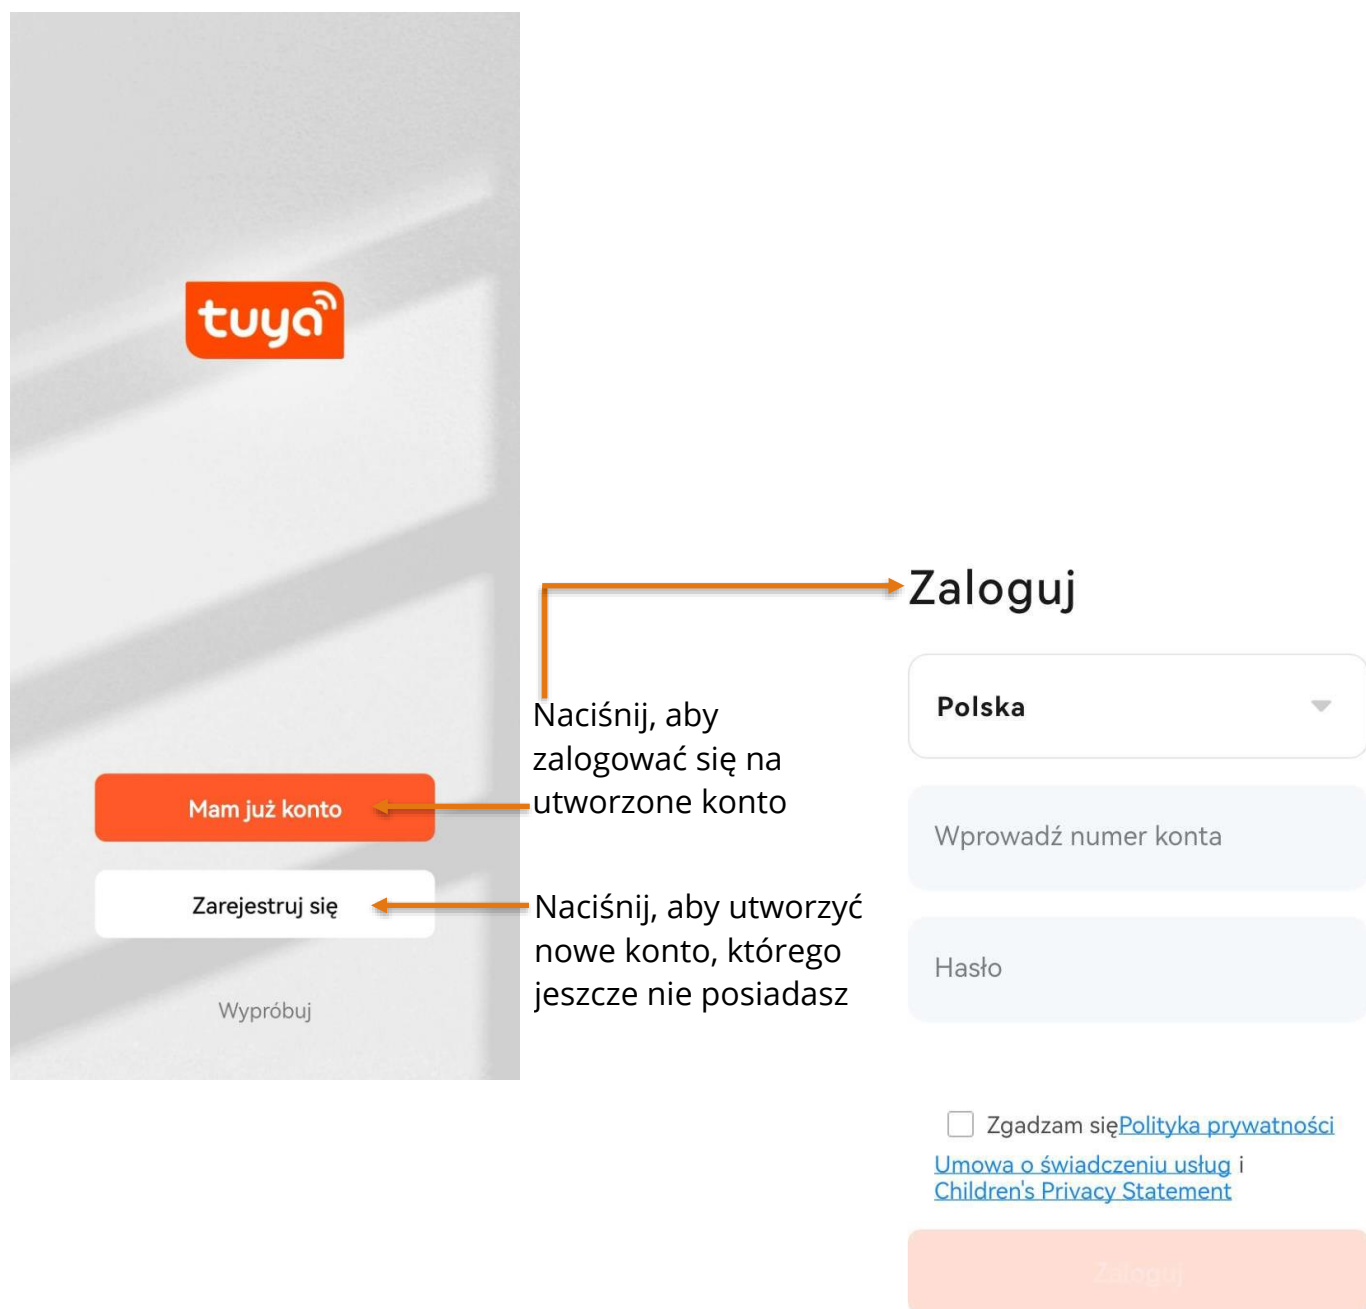 tuya
Mam już konto
Zarejestruj się
Wypróbuj
Naciśnij, aby
zalogować się na
utworzone konto
Naciśnij, aby utworzyć
nowe konto, którego
jeszcze nie posiadasz
Zaloguj
Polska
Wprowadź numer konta
Hasło
Zgadzam sięPolityka prywatności
Umowa o świadczeniu usług i
Children's Privacy Statement
Zaloguj